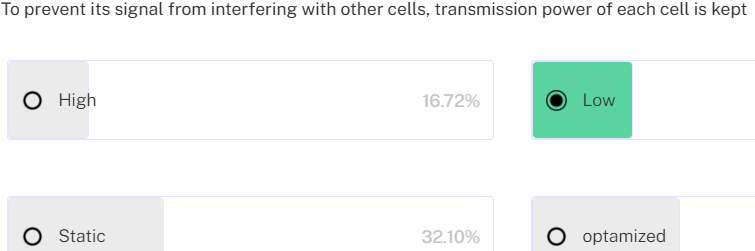 To prevent its signal from interfering with other cells, transmission power of each cell is kept
High 16.72% Low
Static 32.10% optamized